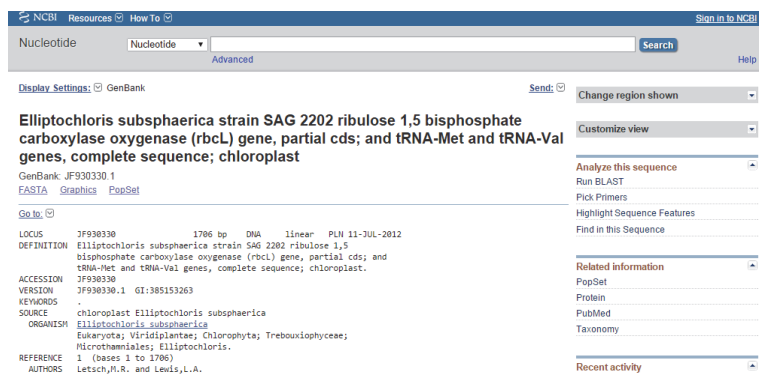 NCBI Resources How To Sign in to NCBI
Nucleotide Nucleotide Search
Advanced Help
Display Settings: GenBank Send:
Change region shown
Customize view
Elliptochloris subsphaerica strain SAG 2202 ribulose 1,5 bisphosphate
carboxylase oxygenase (rbcL) gene, partial cds; and tRNA-Met and tRNA-Val
genes, complete sequence; chloroplast
GenBank: JF930330.1
FASTA Graphics PopSet
Go to:
LOCUS JF930330 1706 bp DNA linear PLN 11-JUL-2012
DEFINITION Elliptochloris subsphaerica strain SAG 2202 ribulose 1,5
bisphosphate carboxylase oxygenase (rbcL) gene, partial cds; and
tRNA-Met and tRNA-Val genes, complete sequence; chloroplast.
ACCESSION JF930330
VERSION JF930330.1 GI:385153263
KEYWORDS .
SOURCE chloroplast Elliptochloris subsphaerica
ORGANISM Elliptochloris subsphaerica
Eukaryota; Viridiplantae; Chlorophyta; Trebouxiophyceae;
Microthamniales; Elliptochloris.
REFERENCE 1 (bases 1 to 1706)
AUTHORS Letsch,M.R. and Lewis,L.A.
Analyze this sequence
Run BLAST
Pick Primers
Highlight Sequence Features
Find in this Sequence
Related information
PopSet
Protein
PubMed
Taxonomy
Recent activity